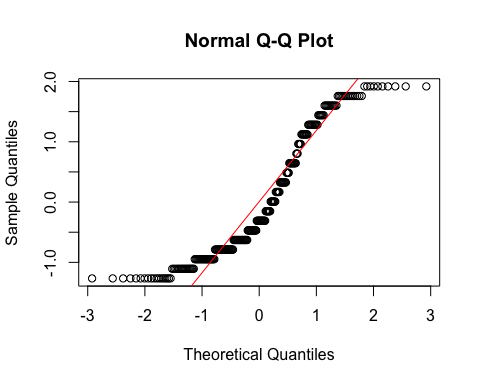 Normal Q-Q Plot
2.0
1.0
0.0
-1.0
Sample Quantiles
-3 -2 -1 0 1 2 3
Theoretical Quantiles